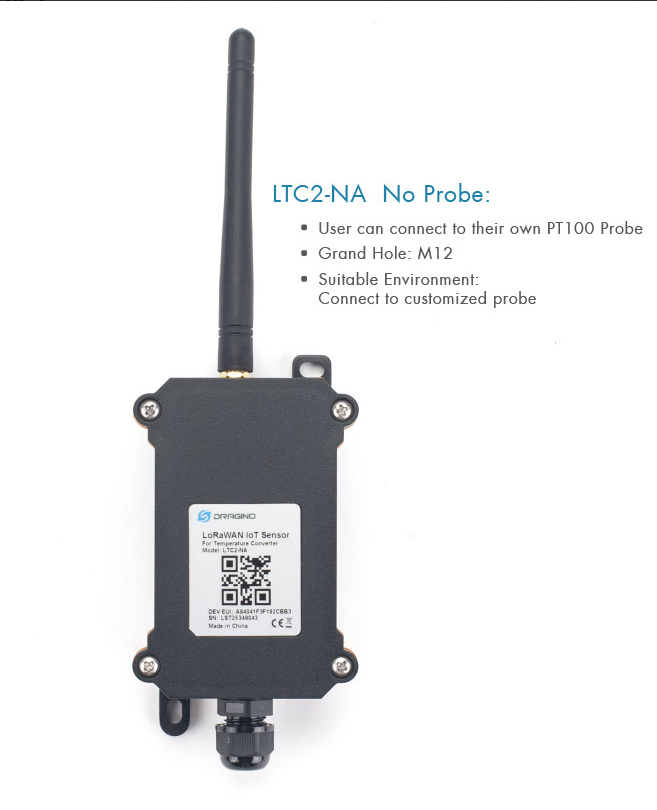 LTC2-NA No Probe:
• User can connect to their own PT100 Probe
• Grand Hole: M12
• Suitable Environment:
Connect to customized probe
DRAGINO
LoRaWAN IoT Sensor
For Temperature Converter
Model: LTC2-NA
DEV EUI: A84041F3F182CBB3
SN: LST25349043
Made in China
CE